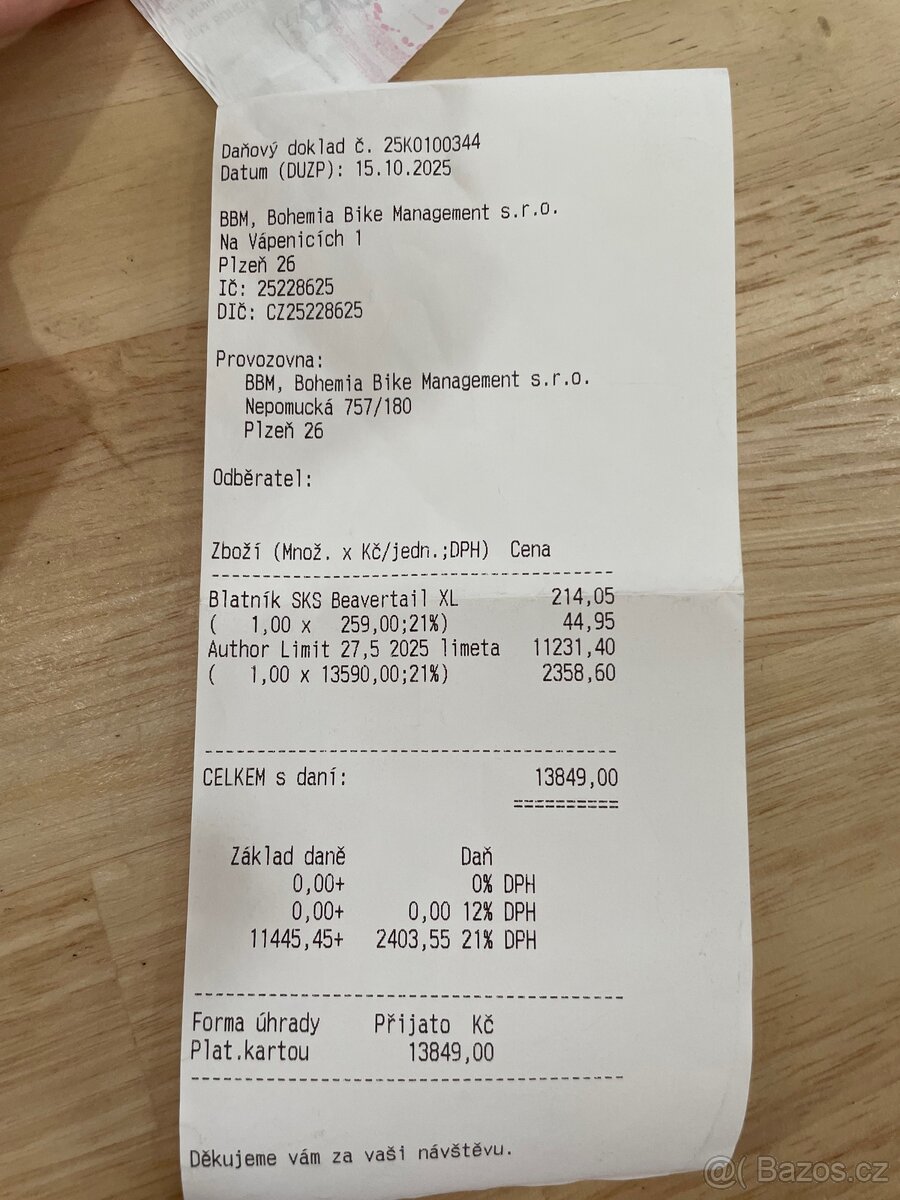 Daňový doklad č. 25K0100344
Datum (DUZP): 15.10.2025
BBM, Bohemia Bike Management s.r.o.
Na Vápenicích 1
Plzeň 26
IČ: 25228625
DIČ: CZ25228625
Provozovna:
BBM, Bohemia Bike Management s.r.o.
Nepomucká 757/180
Plzeň 26
Odběratel:
Zboží (Množ. x Kč/jedn.;DPH) Cena
Blatník SKS Beavertail XL 214,05
( 1,00 x 259,00;21%) 44,95
Author Limit 27,5 2025 limeta 11231,40
( 1,00 x 13590,00;21%) 2358,60
CELKEM s daní: 13849,00
Základ daně Daň
0,00+ 0% DPH
0,00+ 0,00 12% DPH
11445,45+ 2403,55 21% DPH
Forma úhrady Přijato Kč
Plat.kartou 13849,00
Děkujeme vám za vaši návštěvu.
@( Bazos.cz